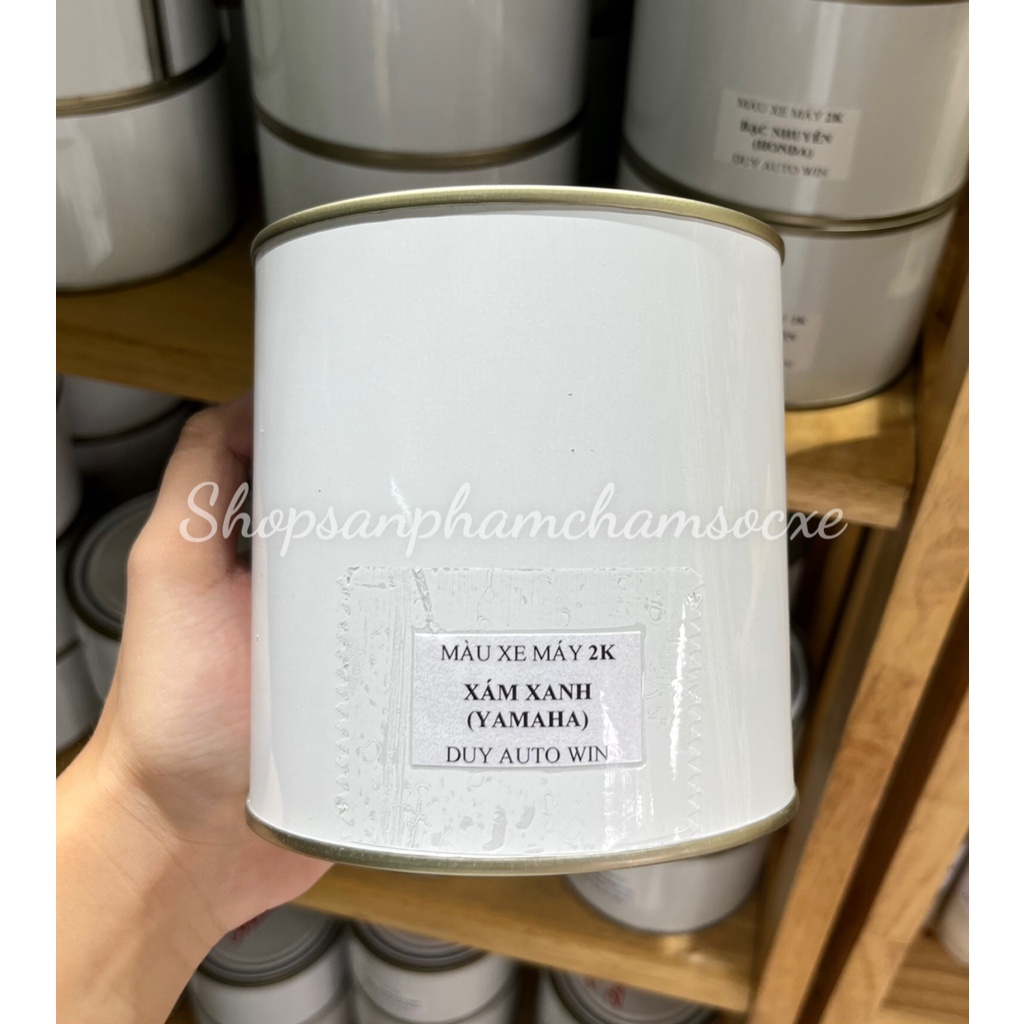 MÀU XE MÁY 2K
BẠC NHUYỄN
(HONDA)
DUY AUTO WIN
Shopsanphamchamsocxe
MÀU XE MÁY 2K
XÁM XANH
(YAMAHA)
DUY AUTO WIN